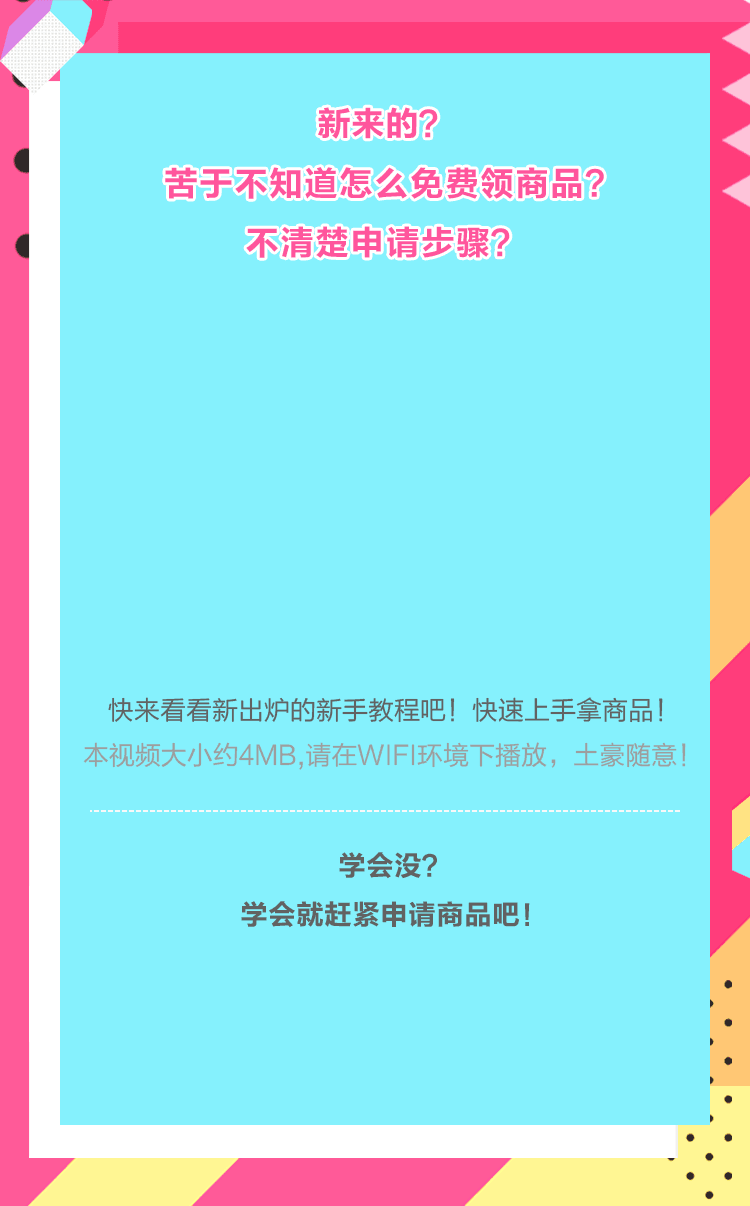 新来的？
苦于不知道怎么免费领商品？
不清楚申请步骤？
快来看看新出炉的新手教程吧！快速上手拿商品！
本视频大小约4MB,请在WIFI环境下播放，土豪随意！
学会没？
学会就赶紧申请商品吧！